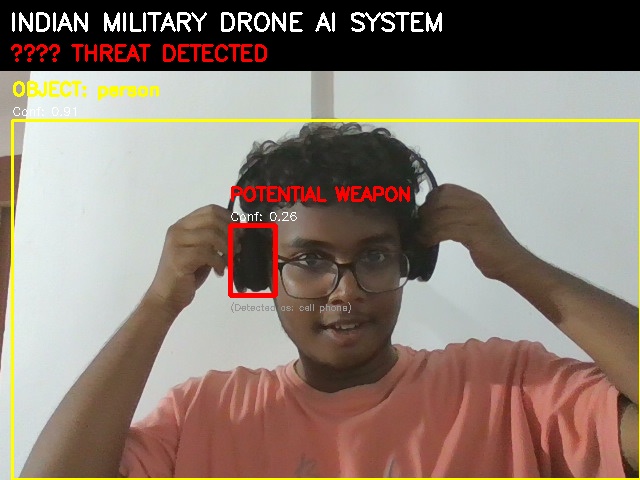 INDIAN MILITARY DRONE AI SYSTEM
???? THREAT DETECTED
OBJECT: person
Conf: 0.91
POTENTIAL WEAPON
Conf: 0.26
(Detected as: cell phone)